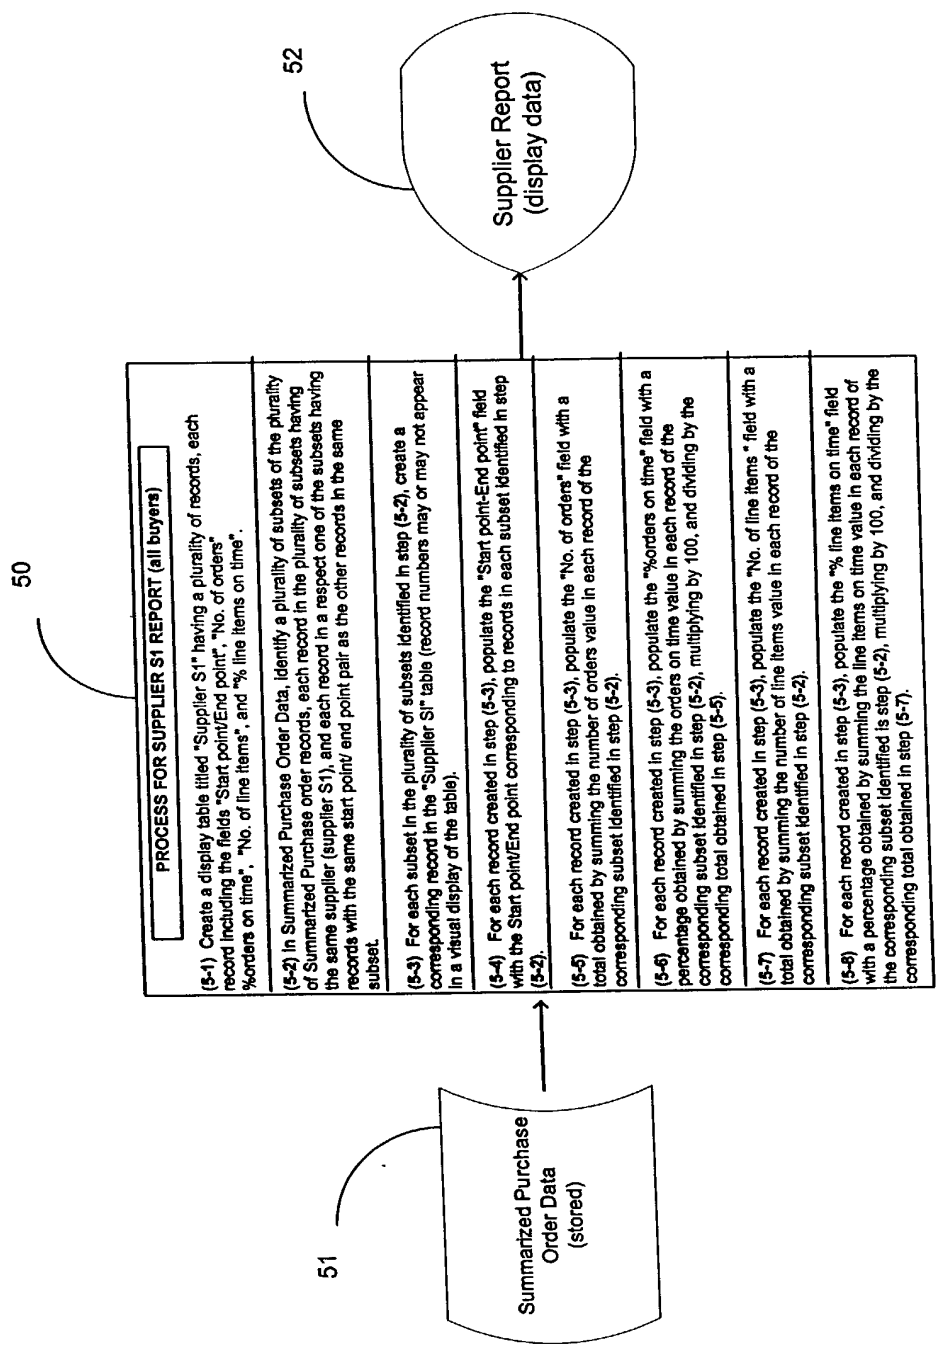 50
PROCESS FOR SUPPLIER S1 REPORT (all buyers)
(5-1) Create a display table titled "Supplier S1" having a plurality of records, each
record including the fields "Start point/End point", "No. of orders"
%orders on time", "No. of line items", and "% line items on time".
(5-2) In Summarized Purchase Order Data, identify a plurality of subsets of the plurality
of Summarized Purchase order records, each record in the plurality of subsets having
the same supplier (supplier S1), and each record in a respect one of the subsets having
records with the same start point/ end point pair as the other records in the same
subset.
(5-3) For each subset in the plurality of subsets identified in step (5-2), create a
corresponding record in the "Supplier SI" table (record numbers may or may not appear
in a visual display of the table).
(5-4) For each record created in step (5-3), populate the "Start point-End point" field
with the Start point/End point corresponding to records in each subset identified in step
(5-2).
(5-5) For each record created in step (5-3), populate the "No. of orders" field with a
total obtained by summing the number of orders value in each record of the
corresponding subset identified in step (5-2).
(5-6) For each record created in step (5-3), populate the "%orders on time" field with a
percentage obtained by summing the orders on time value in each record of the
corresponding subset identified in step (5-2), multiplying by 100, and dividing by the
corresponding total obtained in step (5-5).
(5-7) For each record created in step (5-3), populate the "No. of line items " field with a
total obtained by summing the number of line items value in each record of the
corresponding subset identified in step (5-2).
(5-8) For each record created in step (5-3), populate the "% line items on time" field
with a percentage obtained by summing the line items on time value in each record of
the corresponding subset identified is step (5-2), multiplying by 100, and dividing by the
corresponding total obtained in step (5-7).
51
Summarized Purchase
Order Data
(stored)
52
Supplier Report
(display data)